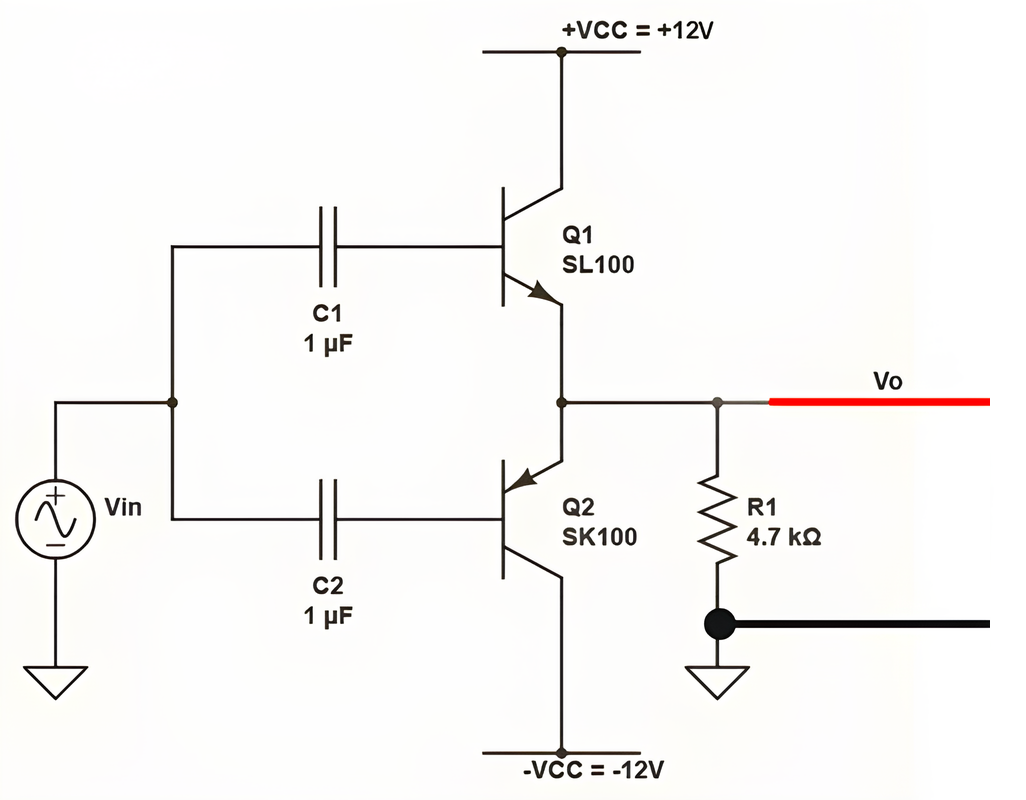 +VCC = +12V
Q1
SL100
C1
1 µF
Vo
Vin
Q2
SK100
R1
4.7 kΩ
C2
1 µF
-VCC = -12V